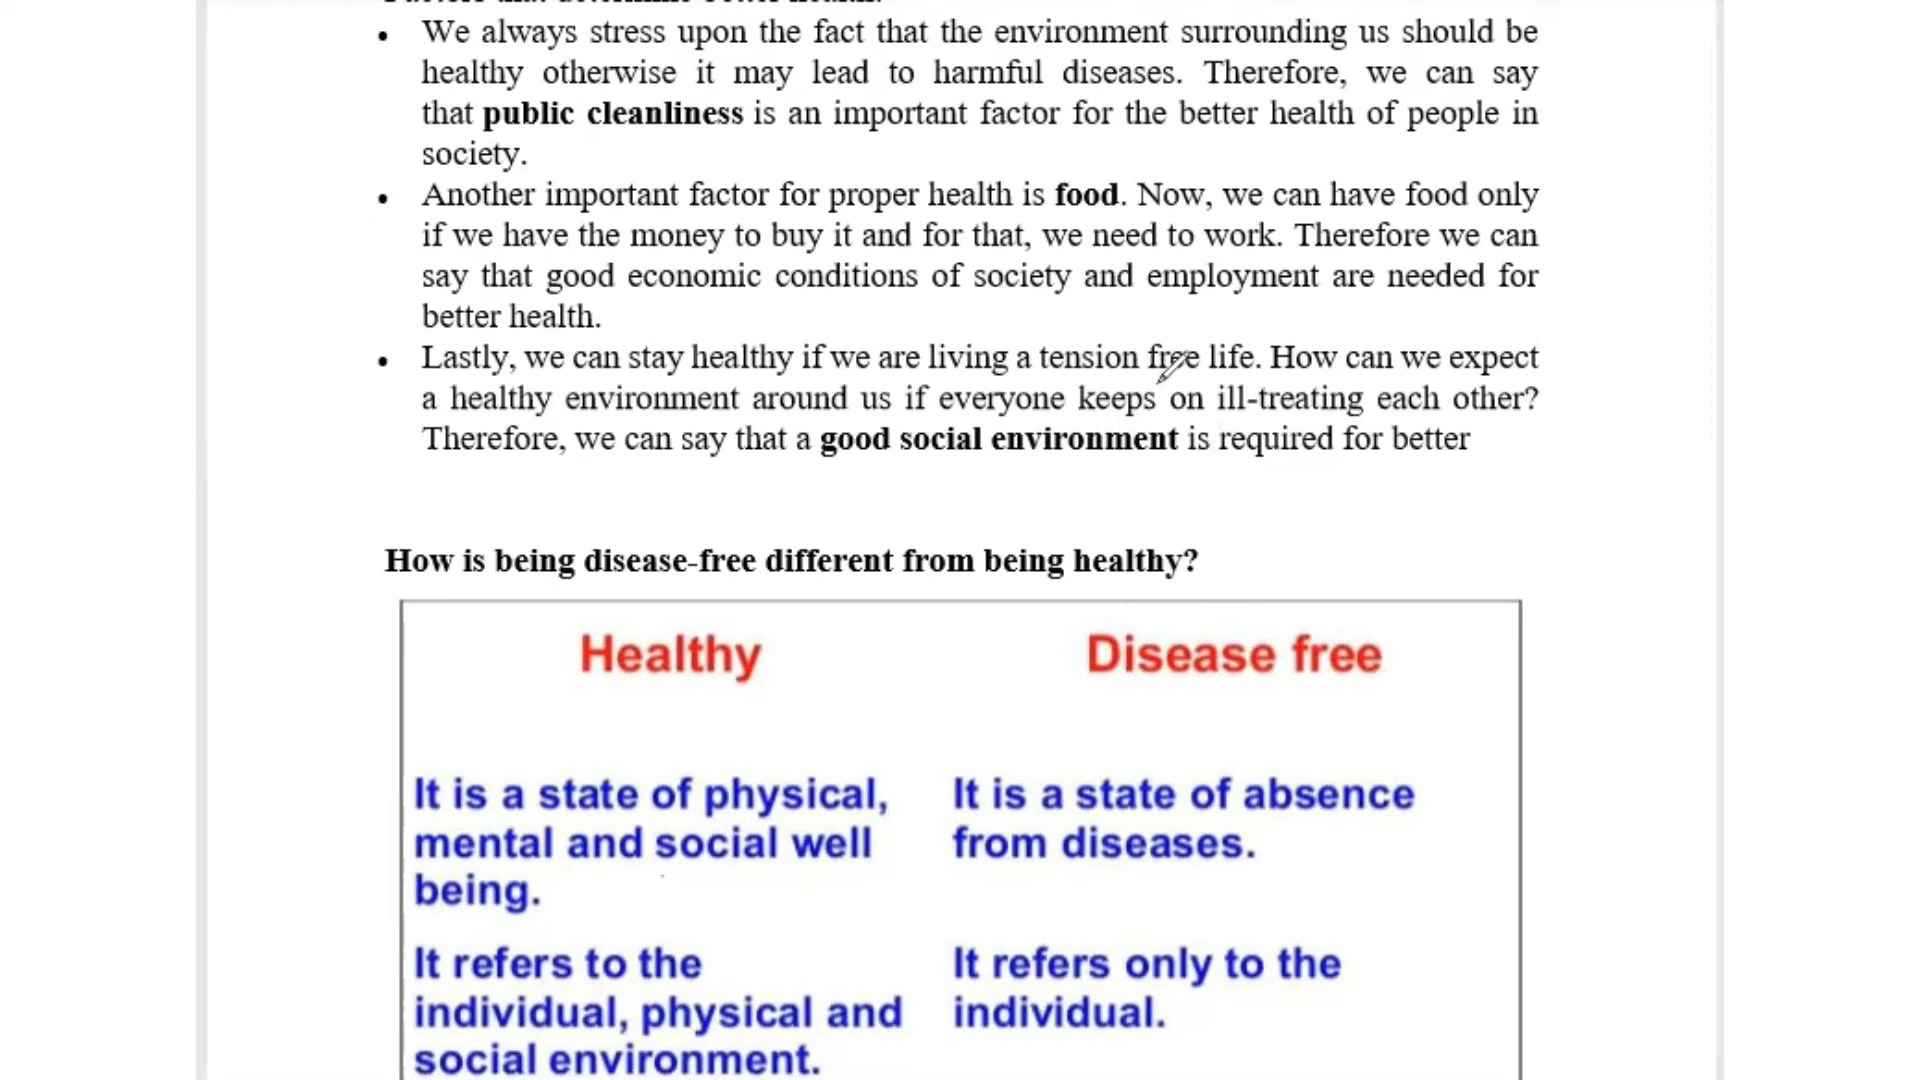 We always stress upon the fact that the environment surrounding us should be
healthy otherwise it may lead to harmful diseases. Therefore, we can say
that public cleanliness is an important factor for the better health of people in
society.
Another important factor for proper health is food. Now, we can have food only
if we have the money to buy it and for that, we need to work. Therefore we can
say that good economic conditions of society and employment are needed for
better health.
Lastly, we can stay healthy if we are living a tension free life. How can we expect
a healthy environment around us if everyone keeps on ill-treating each other?
Therefore, we can say that a good social environment is required for better
How is being disease-free different from being healthy?
Healthy Disease free
It is a state of physical, It is a state of absence
mental and social well from diseases.
being.
It refers to the It refers only to the
individual, physical and individual.
social environment.